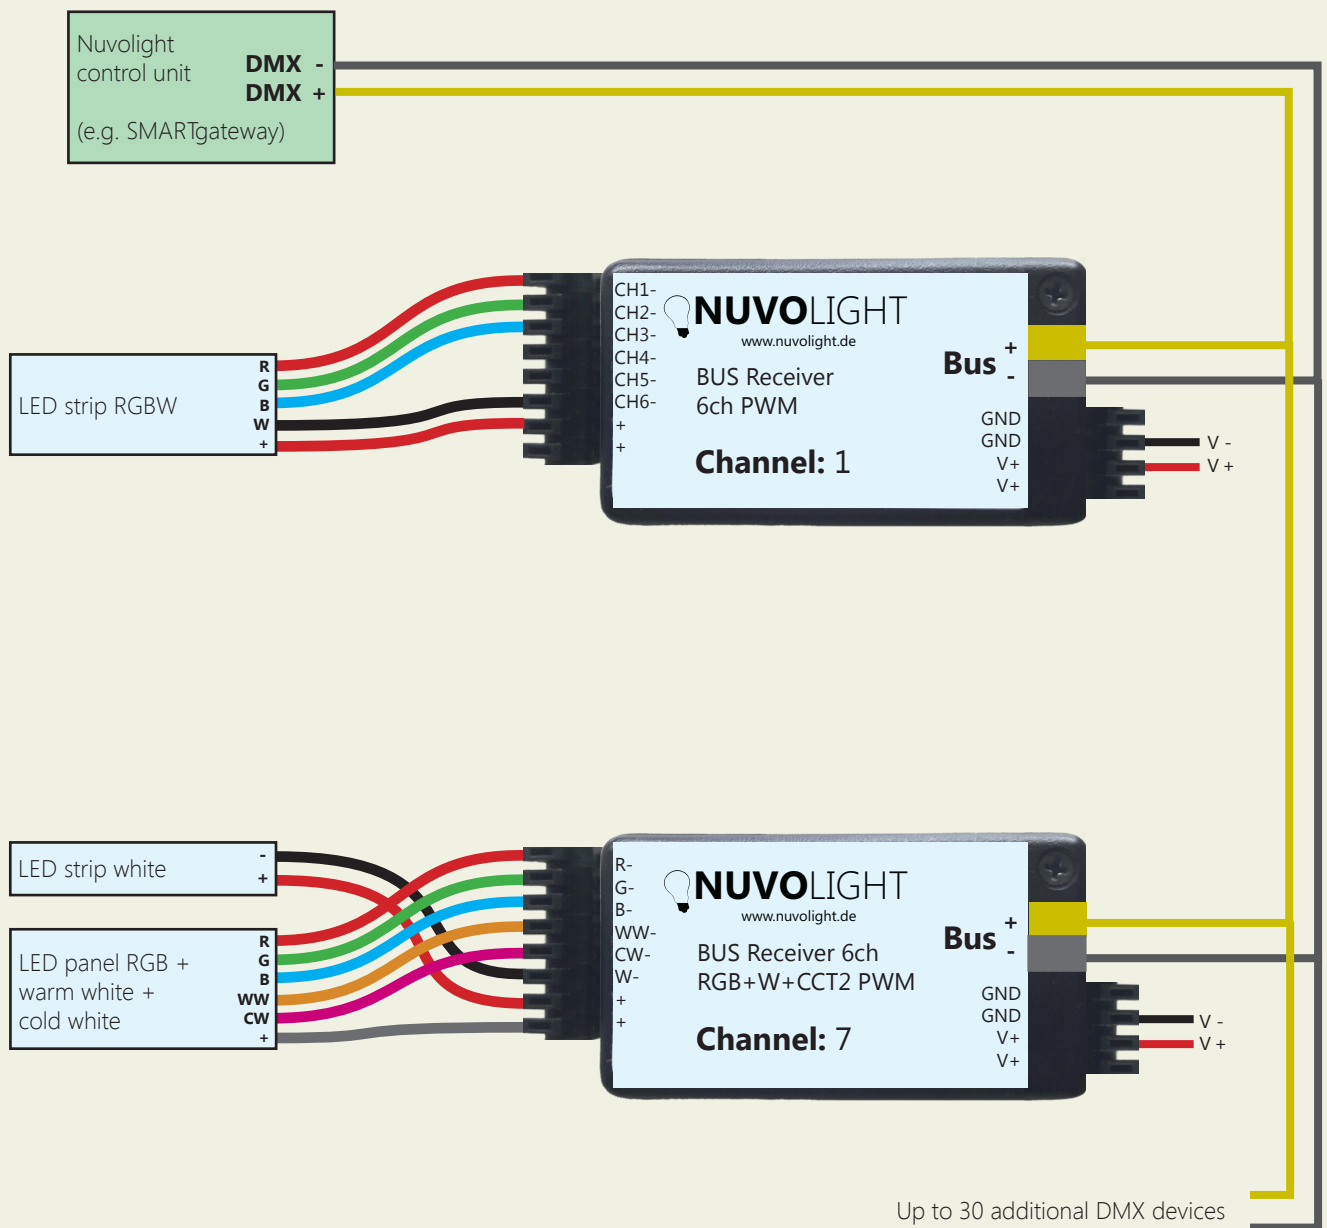 Nuvolight
control unit
(e.g. SMARTgateway)
DMX -
DMX +
LED strip RGBW
R
G
B
W
+
CH1-
CH2-
CH3-
CH4-
CH5-
CH6-
+
+
NUVOLIGHT
www.nuvolight.de
BUS Receiver
6ch PWM
Channel: 1
Bus
+
-
GND
GND
V+
V+
V -
V +
LED strip white
-
+
LED panel RGB +
warm white +
cold white
R
G
B
WW
CW
+
R-
G-
B-
WW-
CW-
W-
+
+
NUVOLIGHT
www.nuvolight.de
BUS Receiver 6ch
RGB+W+CCT2 PWM
Channel: 7
Bus
+
-
GND
GND
V+
V+
V -
V +
Up to 30 additional DMX devices